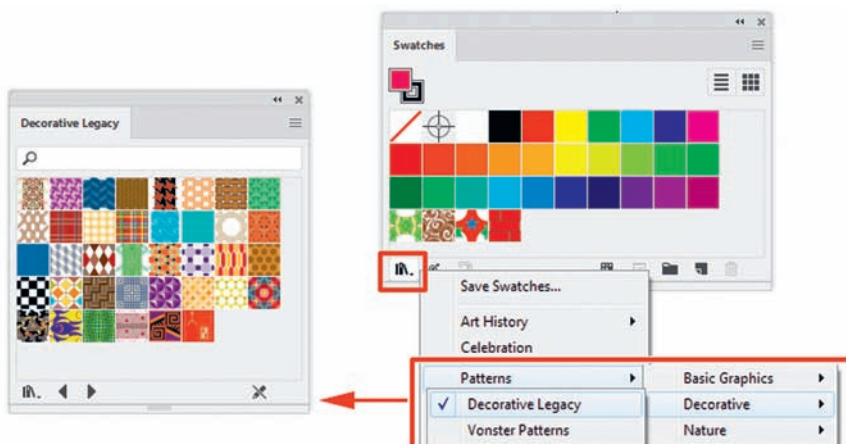 Decorative Legacy
Swatches
Save Swatches...
Art History
Celebration
Patterns
Basic Graphics
Decorative Legacy
Decorative
Vonster Patterns
Nature